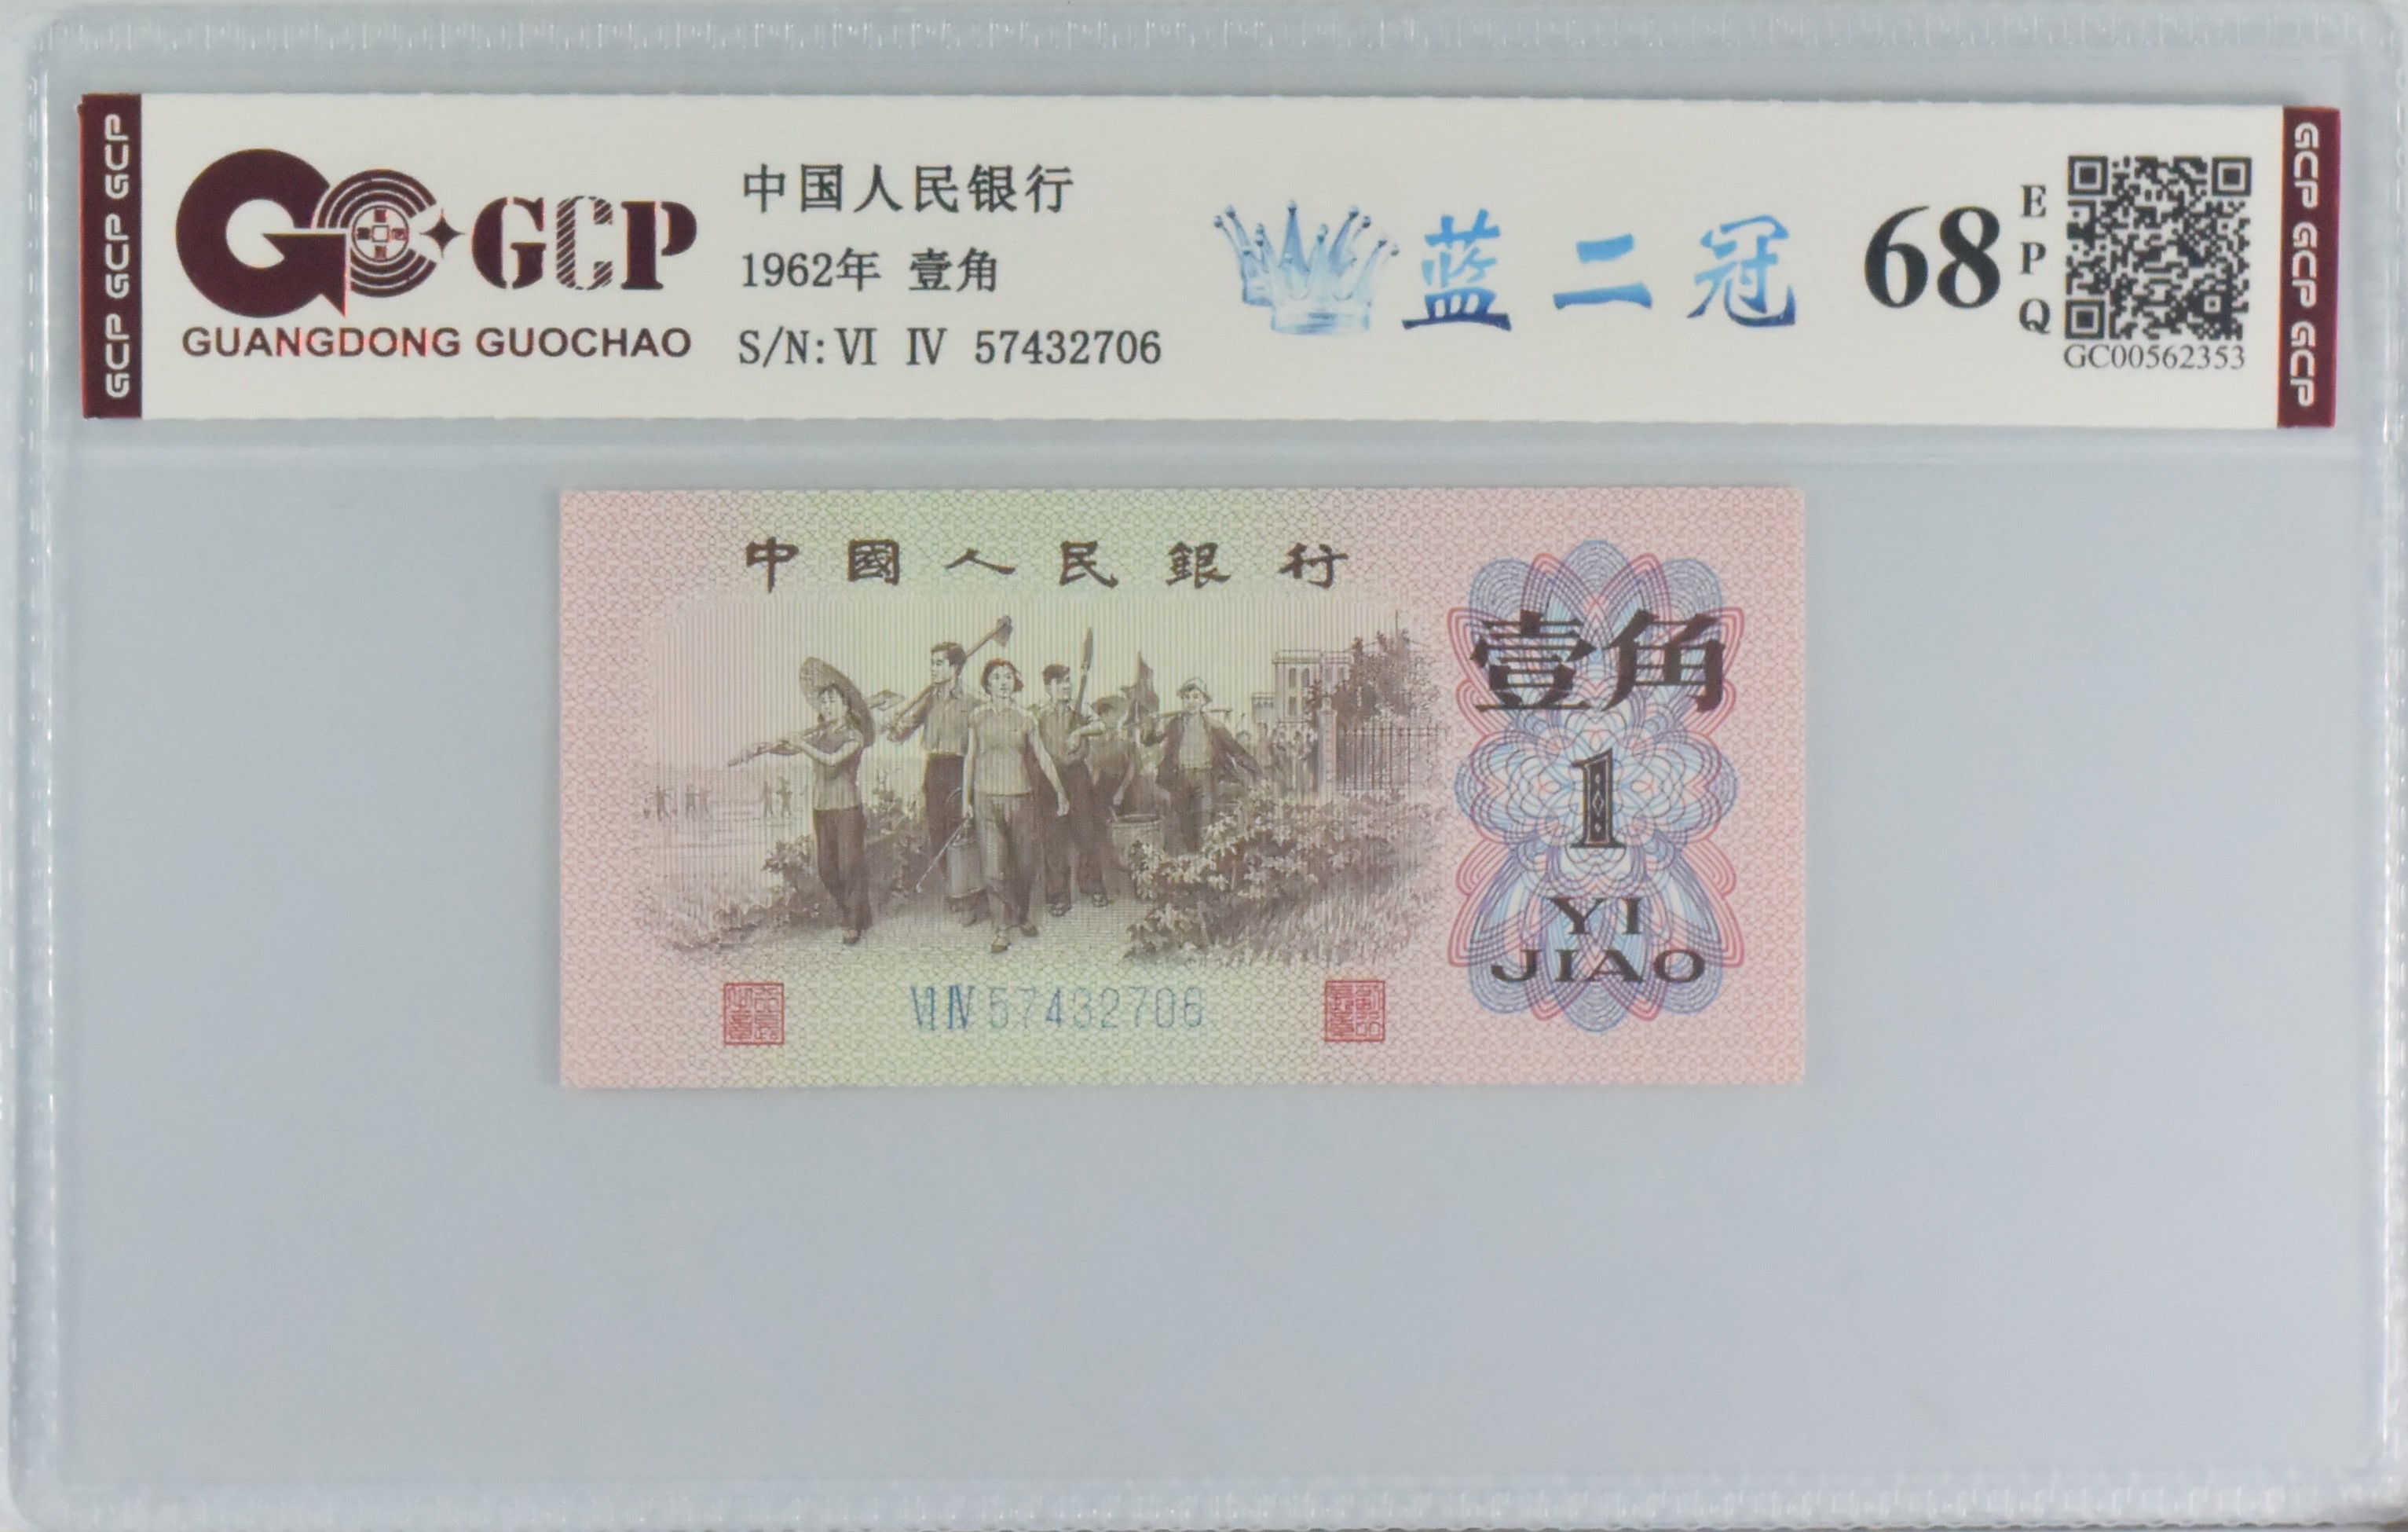 GCP GCP GCP
GCP
GUANGDONG GUOCHAO
中国人民银行
1962年 壹角
S/N: VI IV 57432706
蓝二冠
68
EPQ
GC00562353
GCP GCP GCP
中國人民銀行
壹角
1
YI
JIAO
VI IV 57432706